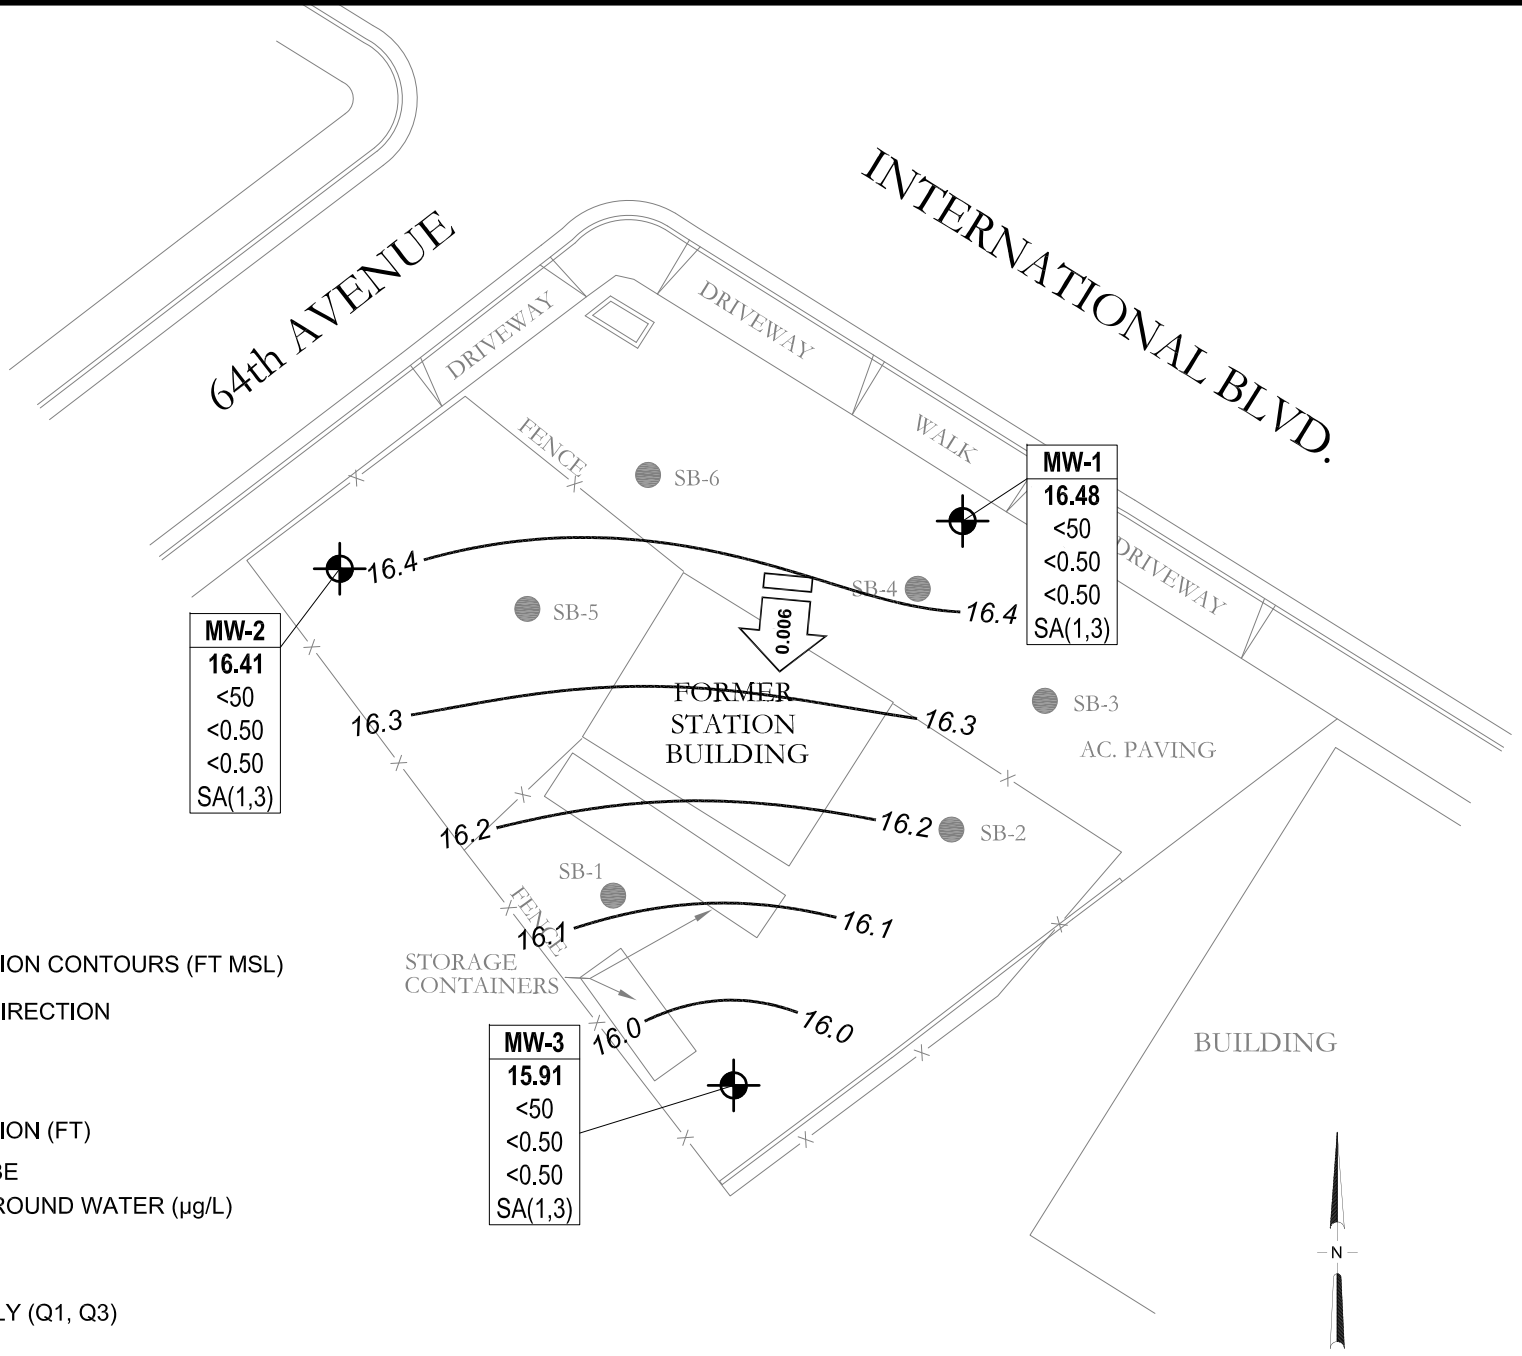 64th AVENUE
INTERNATIONAL BLVD.
DRIVEWAY
DRIVEWAY
WALK
DRIVEWAY
FENCE
SB-6
MW-1
16.48
<50
<0.50
<0.50
SA(1,3)
16.4
16.4
SB-4
SB-5
0.006
MW-2
16.41
<50
<0.50
<0.50
SA(1,3)
16.3
16.3
FORMER
STATION
BUILDING
SB-3
AC. PAVING
16.2
16.2
SB-2
SB-1
FENCE
16.1
16.1
STORAGE
CONTAINERS
16.0
16.0
MW-3
15.91
<50
<0.50
<0.50
SA(1,3)
BUILDING
N
ION CONTOURS (FT MSL)
IRECTION
ION (FT)
BE
ROUND WATER (µg/L)
LY (Q1, Q3)